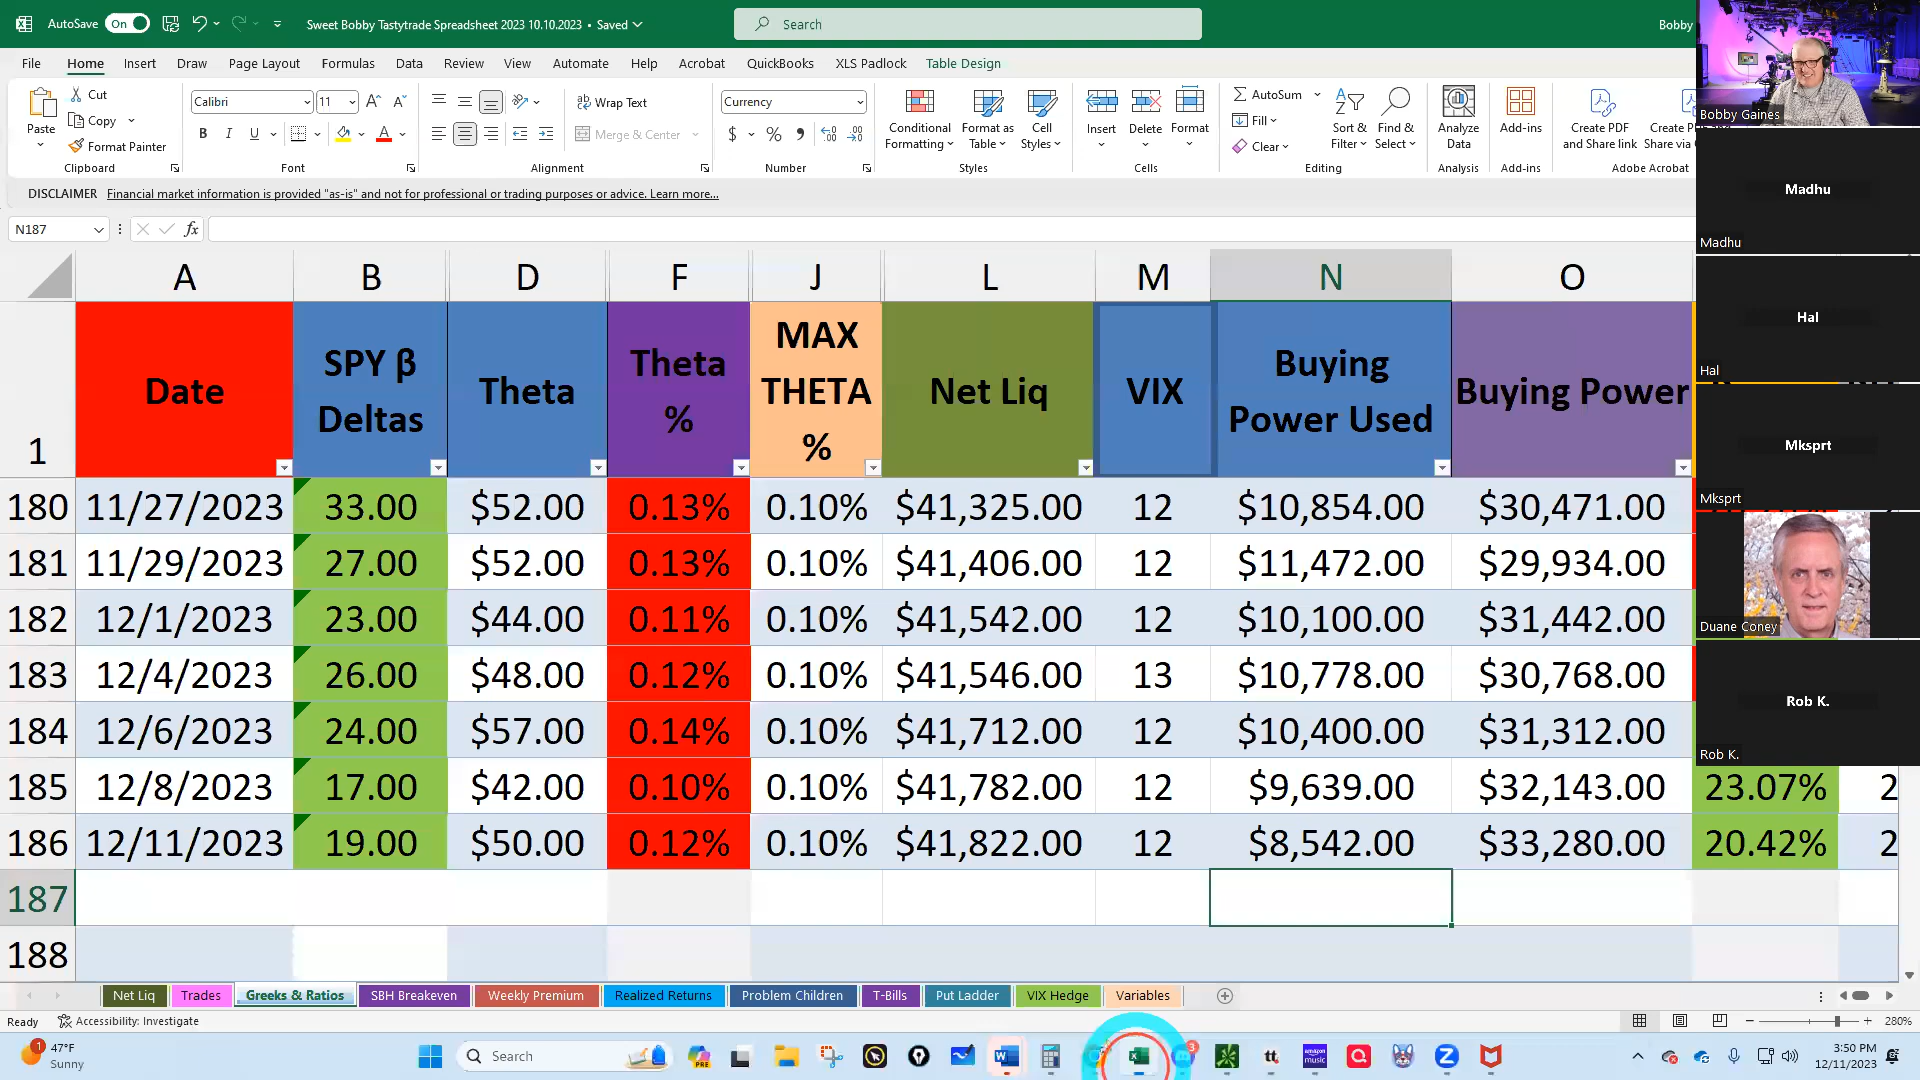 AutoSave On Sweet Bobby Tastytrade Spreadsheet 2023 10.10.2023 • Saved Search Bobby
File Home Insert Draw Page Layout Formulas Data Review View Automate Help Acrobat QuickBooks XLS Padlock Table Design
Paste Cut Copy Format Painter Clipboard
Calibri 11 B I U Font
Wrap Text Merge & Center Alignment
Currency $ % Number
Conditional Formatting Format as Table Cell Styles Styles
Insert Delete Format Cells
AutoSum Fill Clear Sort & Filter Find & Select Editing
Analyze Data Analysis
Add-ins Add-ins
Create PDF and Share link Adobe Acrobat
DISCLAIMER Financial market information is provided "as-is" and not for professional or trading purposes or advice. Learn more...
N187 fx
A B D F J L M N O
1 Date SPY β Deltas Theta Theta % MAX THETA % Net Liq VIX Buying Power Used Buying Power
180 11/27/2023 33.00 $52.00 0.13% 0.10% $41,325.00 12 $10,854.00 $30,471.00
181 11/29/2023 27.00 $52.00 0.13% 0.10% $41,406.00 12 $11,472.00 $29,934.00
182 12/1/2023 23.00 $44.00 0.11% 0.10% $41,542.00 12 $10,100.00 $31,442.00
183 12/4/2023 26.00 $48.00 0.12% 0.10% $41,546.00 13 $10,778.00 $30,768.00
184 12/6/2023 24.00 $57.00 0.14% 0.10% $41,712.00 12 $10,400.00 $31,312.00
185 12/8/2023 17.00 $42.00 0.10% 0.10% $41,782.00 12 $9,639.00 $32,143.00 23.07% 2
186 12/11/2023 19.00 $50.00 0.12% 0.10% $41,822.00 12 $8,542.00 $33,280.00 20.42% 2
187
188
Net Liq Trades Greeks & Ratios SBH Breakeven Weekly Premium Realized Returns Problem Children T-Bills Put Ladder VIX Hedge Variables
Ready Accessibility: Investigate 280%
1 47°F Sunny Search PRE tt amazon music 3 3:50 PM 12/11/2023
Bobby Gaines
Madhu
Madhu
Hal
Hal
Mksprt
Mksprt
Duane Coney
Rob K.
Rob K.